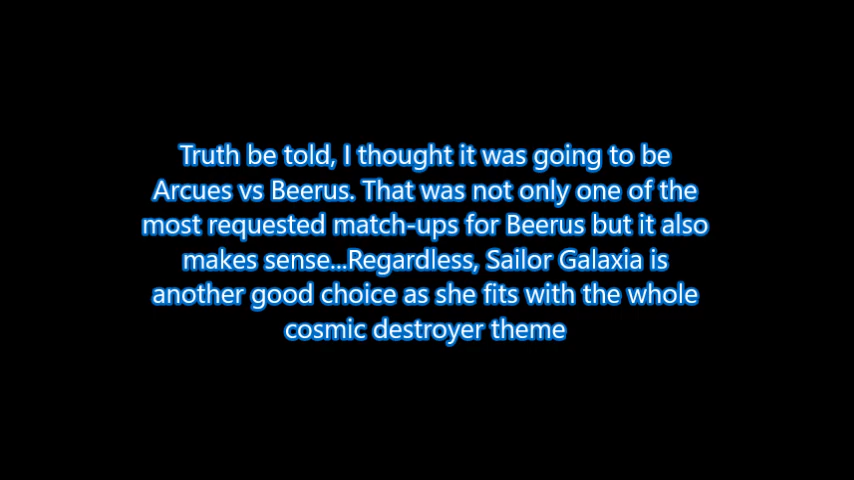 Truth be told, I thought it was going to be
Arcues vs Beerus. That was not only one of the
most requested match-ups for Beerus but it also
makes sense...Regardless, Sailor Galaxia is
another good choice as she fits with the whole
cosmic destroyer theme